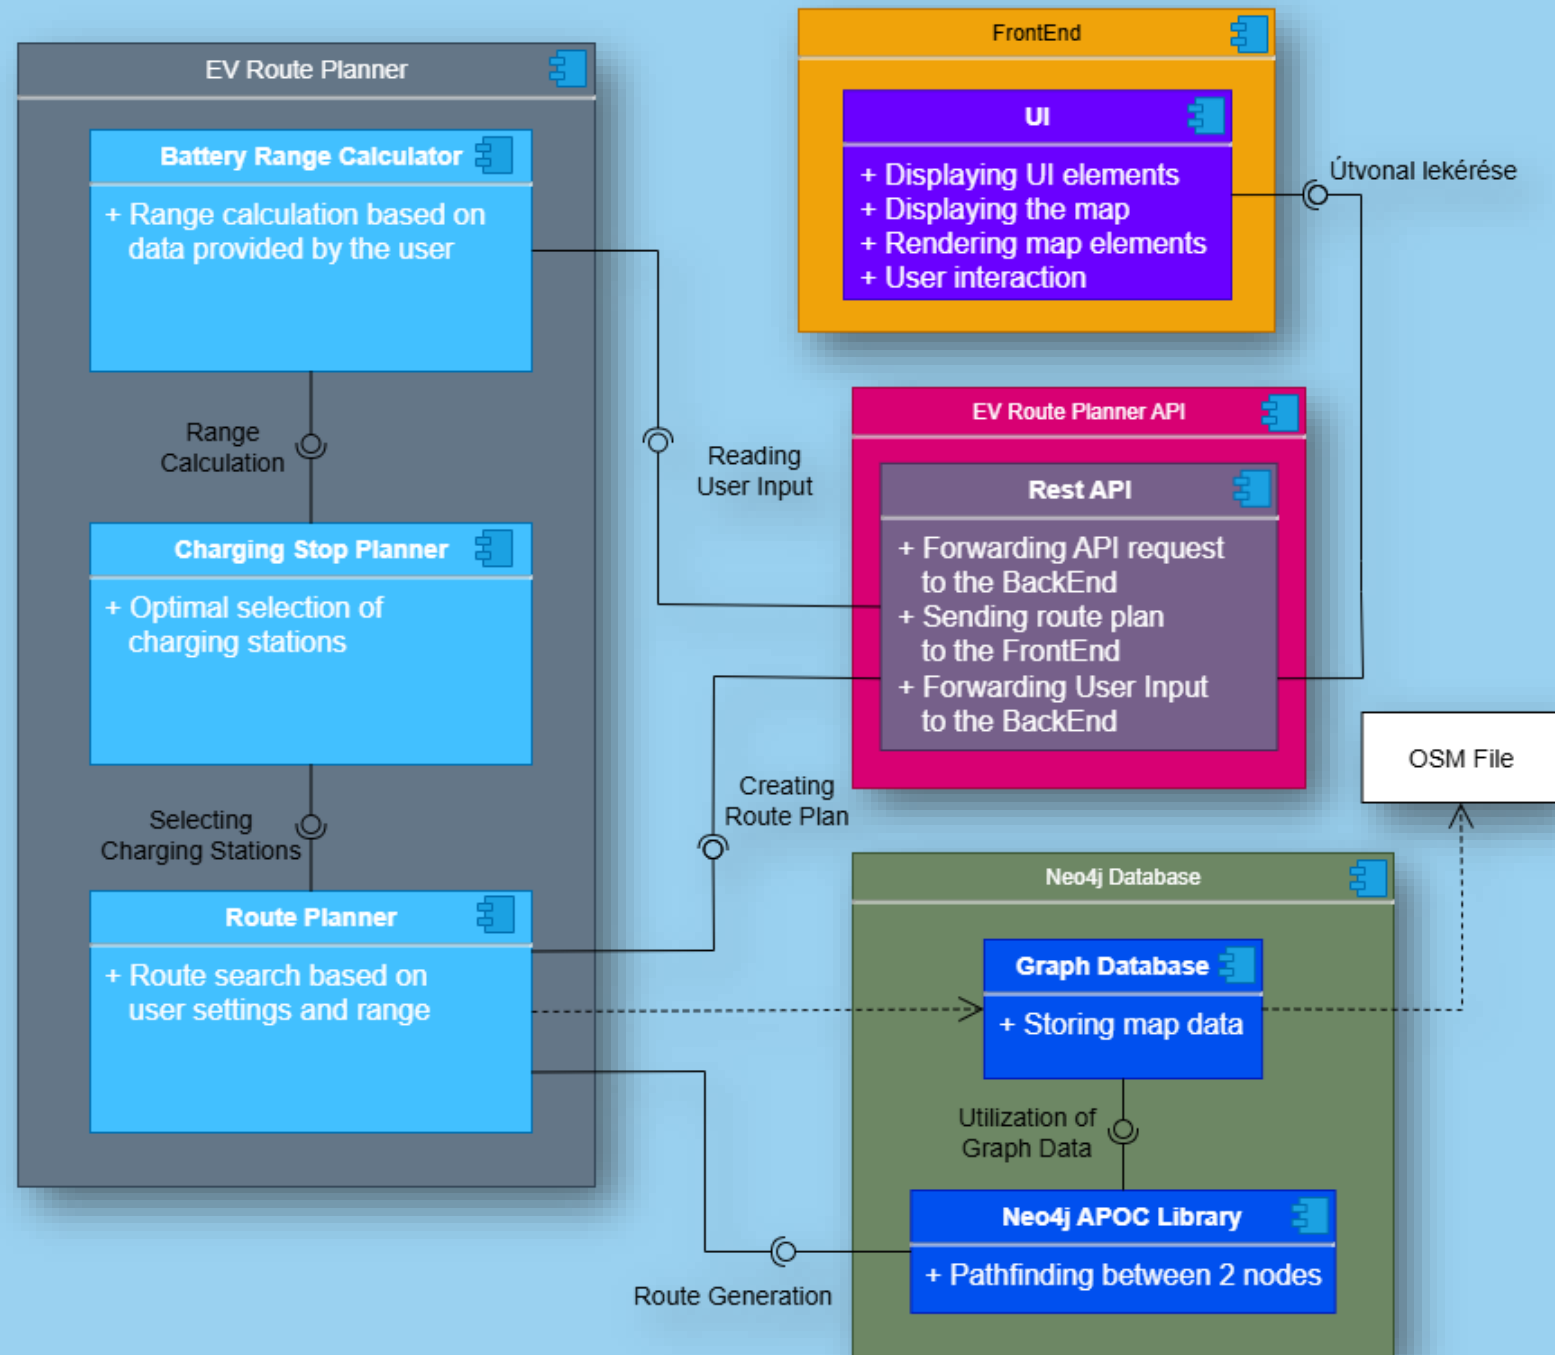 EV Route Planner
Battery Range Calculator
+ Range calculation based on
data provided by the user
Range
Calculation
Charging Stop Planner
+ Optimal selection of
charging stations
Selecting
Charging Stations
Route Planner
+ Route search based on
user settings and range
FrontEnd
UI
+ Displaying UI elements
+ Displaying the map
+ Rendering map elements
+ User interaction
Útvonal lekérése
Reading
User Input
EV Route Planner API
Rest API
+ Forwarding API request
to the BackEnd
+ Sending route plan
to the FrontEnd
+ Forwarding User Input
to the BackEnd
Creating
Route Plan
OSM File
Neo4j Database
Graph Database
+ Storing map data
Utilization of
Graph Data
Neo4j APOC Library
+ Pathfinding between 2 nodes
Route Generation